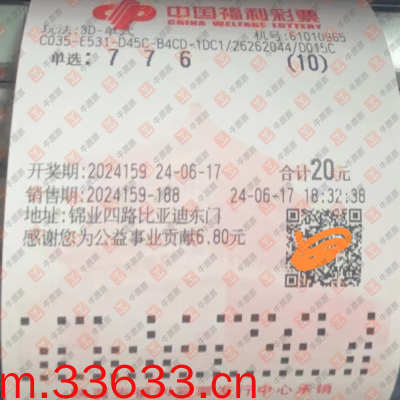 中国福利彩票
CHINA WELFARE LOTTERY
玩法:3D-单式 机号:61010965
C035-E531-D45C-B4CD-1DC1/26262044/D015C
单选: 7 7 6 (10)
开奖期:2024159 24-06-17 合计20元
销售期:2024159-188 24-06-17 18:32:38
地址:锦业四路比亚迪东门
感谢您为公益事业贡献6.80元
m.33633.cn